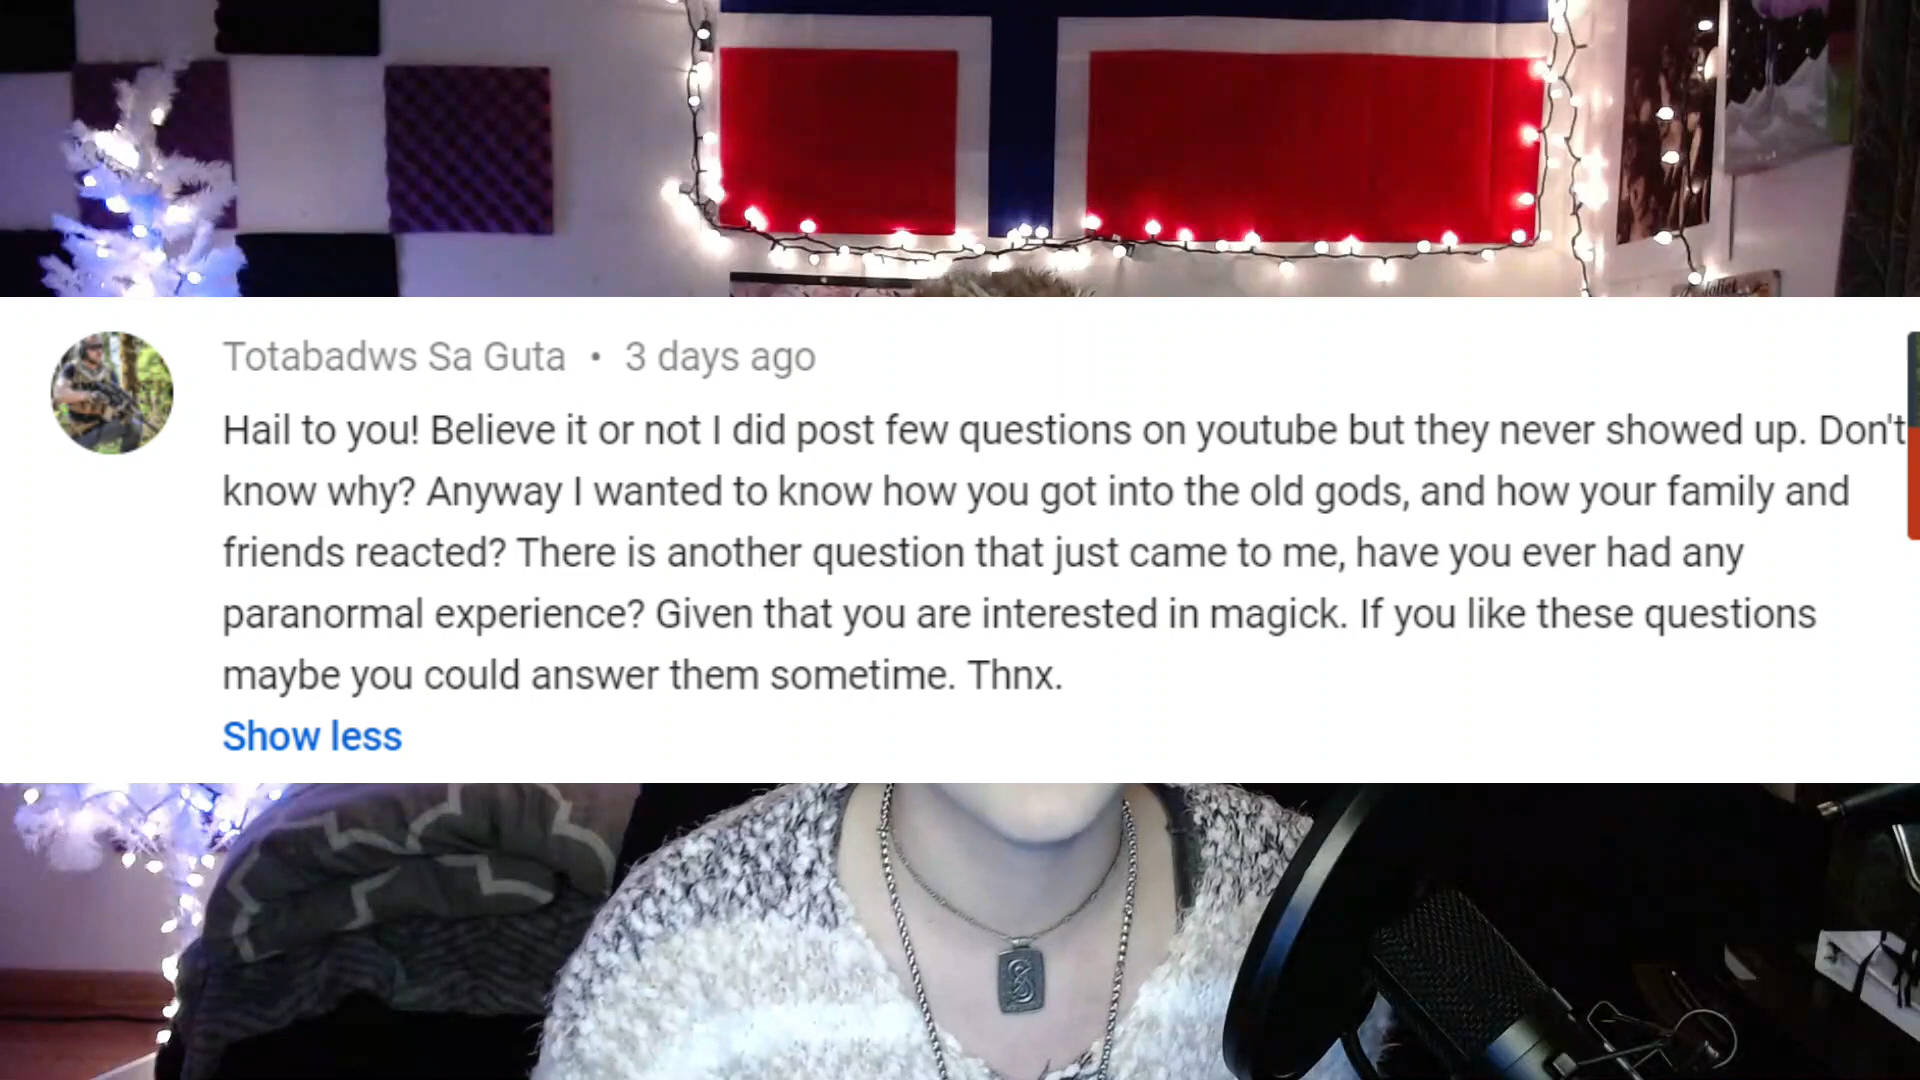 Totabadws Sa Guta • 3 days ago
Hail to you! Believe it or not I did post few questions on youtube but they never showed up. Don't
know why? Anyway I wanted to know how you got into the old gods, and how your family and
friends reacted? There is another question that just came to me, have you ever had any
paranormal experience? Given that you are interested in magick. If you like these questions
maybe you could answer them sometime. Thnx.
Show less
Joliet